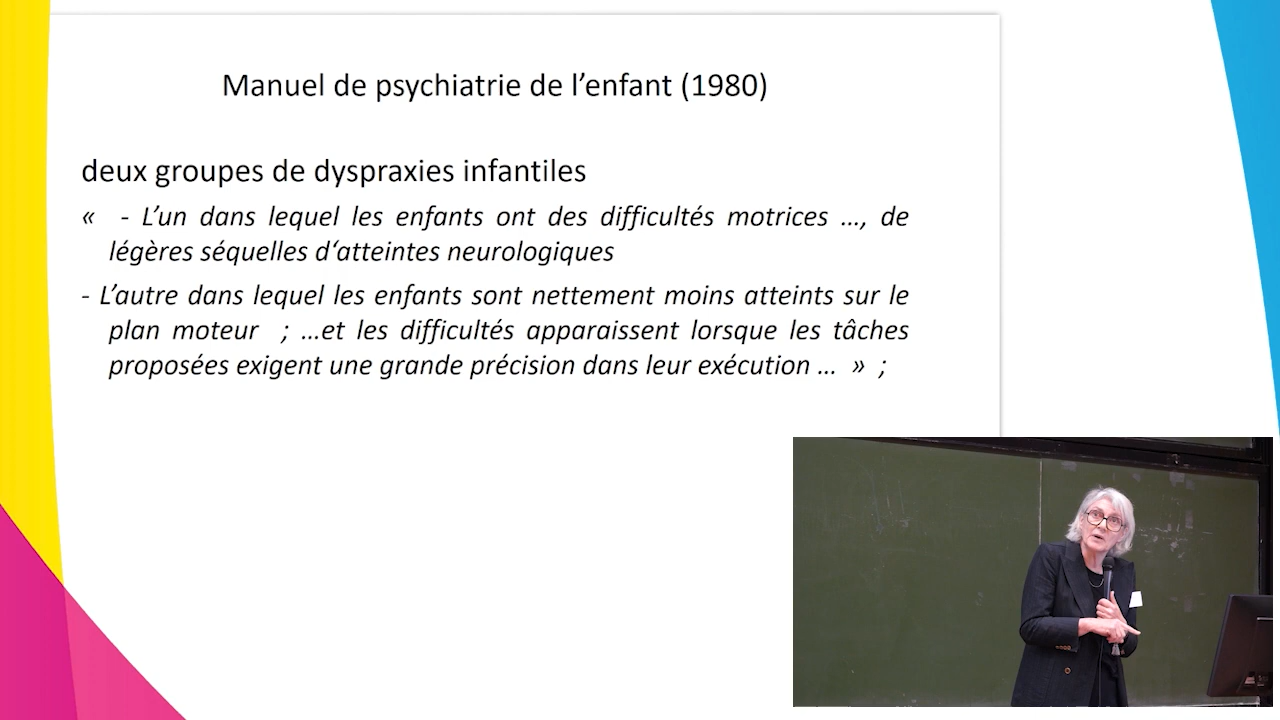 Manuel de psychiatrie de l’enfant (1980)
deux groupes de dyspraxies infantiles
«  - L’un dans lequel les enfants ont des difficultés motrices …, de
légères séquelles d‘atteintes neurologiques
- L’autre dans lequel les enfants sont nettement moins atteints sur le
plan moteur  ; …et les difficultés apparaissent lorsque les tâches
proposées exigent une grande précision dans leur exécution …  »  ;